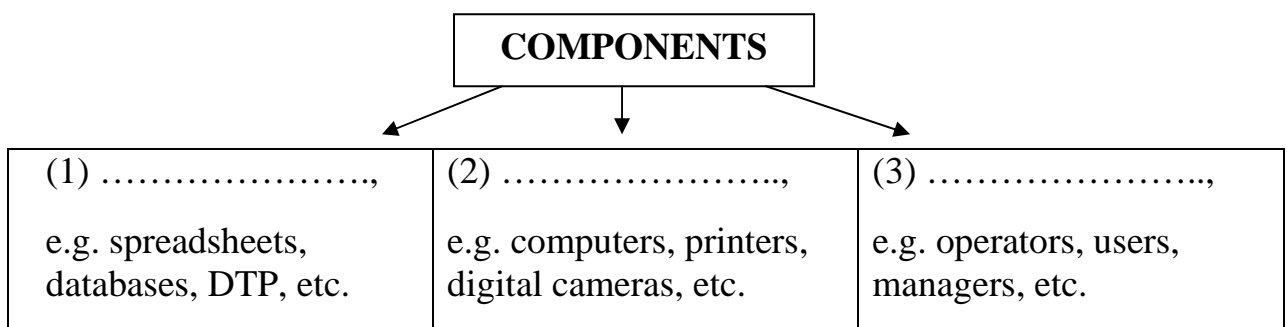 COMPONENTS
(1) ………………….,
e.g. spreadsheets,
databases, DTP, etc.
(2) …………………..,
e.g. computers, printers,
digital cameras, etc.
(3) …………………..,
e.g. operators, users,
managers, etc.